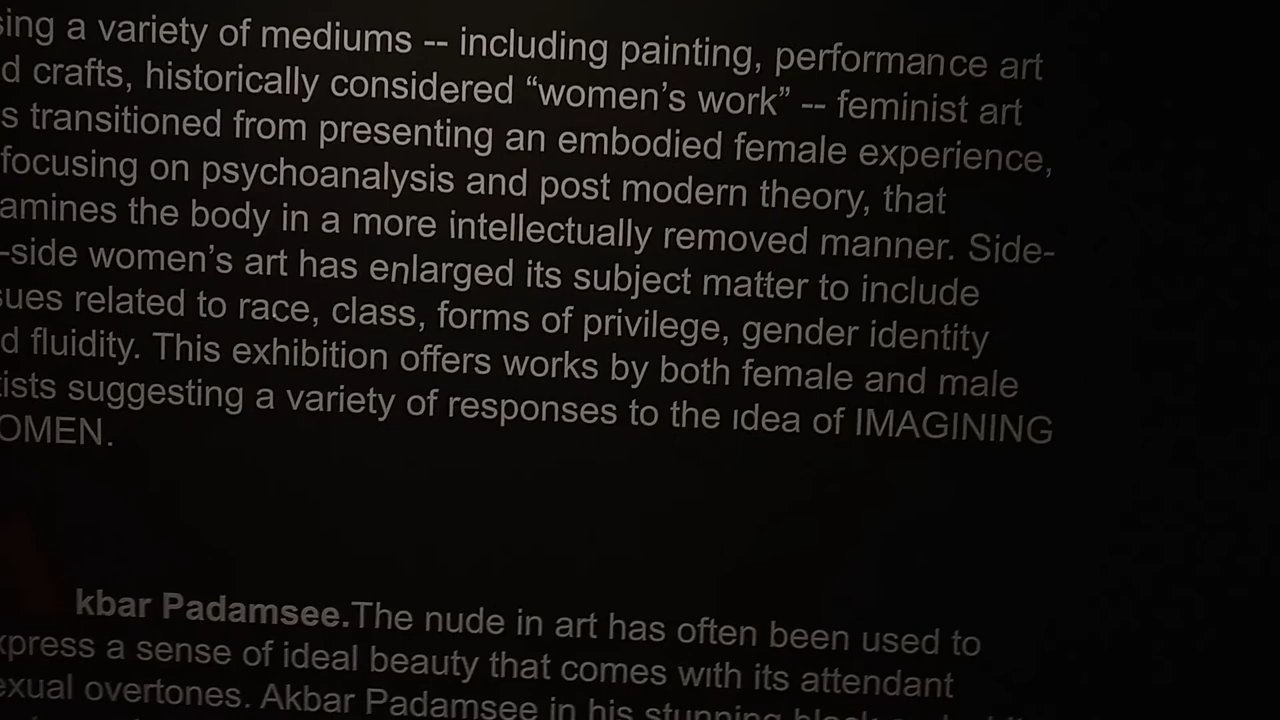 sing a variety of mediums -- including painting, performance art
d crafts, historically considered “women’s work” -- feminist art
s transitioned from presenting an embodied female experience,
focusing on psychoanalysis and post modern theory, that
amines the body in a more intellectually removed manner. Side-
-side women’s art has enlarged its subject matter to include
sues related to race, class, forms of privilege, gender identity
d fluidity. This exhibition offers works by both female and male
tists suggesting a variety of responses to the idea of IMAGINING
OMEN.
kbar Padamsee.The nude in art has often been used to
xpress a sense of ideal beauty that comes with its attendant
exual overtones. Akbar Padamsee in his stunning black